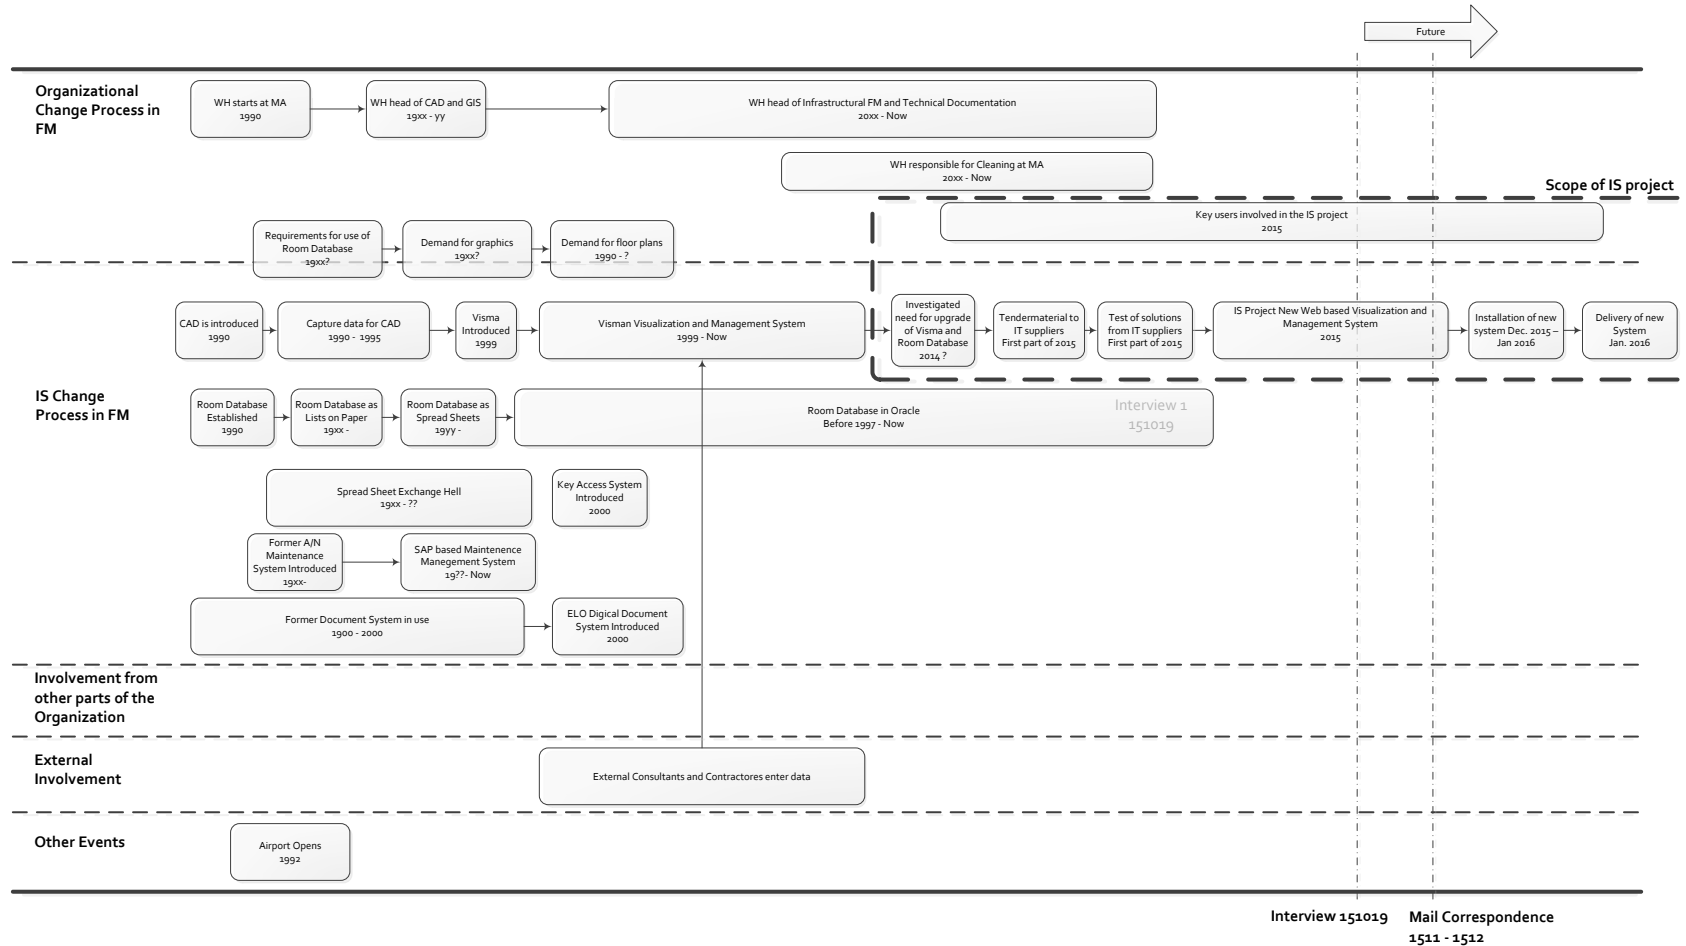 Future
Organizational
Change Process in
FM
WH starts at MA
1990
WH head of CAD and GIS
19xx - yy
WH head of Infrastructural FM and Technical Documentation
20xx - Now
WH responsible for Cleaning at MA
20xx - Now
Scope of IS project
Key users involved in the IS project
2015
Requirements for use of
Room Database
19xx?
Demand for graphics
19xx?
Demand for floor plans
1990 - ?
CAD is introduced
1990
Capture data for CAD
1990 - 1995
Visma
Introduced
1999
Visman Visualization and Management System
1999 - Now
Investigated
need for upgrade
of Visma and
Room Database
2014 ?
Tendermaterial to
IT suppliers
First part of 2015
Test of solutions
from IT suppliers
First part of 2015
IS Project New Web based Visualization and
Management System
2015
Installation of new
system Dec. 2015 –
Jan 2016
Delivery of new
System
Jan. 2016
IS Change
Process in FM
Room Database
Established
1990
Room Database as
Lists on Paper
19xx -
Room Database as
Spread Sheets
19yy -
Room Database in Oracle
Before 1997 - Now
Interview 1
151019
Spread Sheet Exchange Hell
19xx - ??
Key Access System
Introduced
2000
Former A/N
Maintenance
System Introduced
19xx-
SAP based Maintenence
Manegement System
19??- Now
Former Document System in use
1900 - 2000
ELO Digical Document
System Introduced
2000
Involvement from
other parts of the
Organization
External
Involvement
External Consultants and Contractores enter data
Other Events
Airport Opens
1992
Interview 151019
Mail Correspondence
1511 - 1512